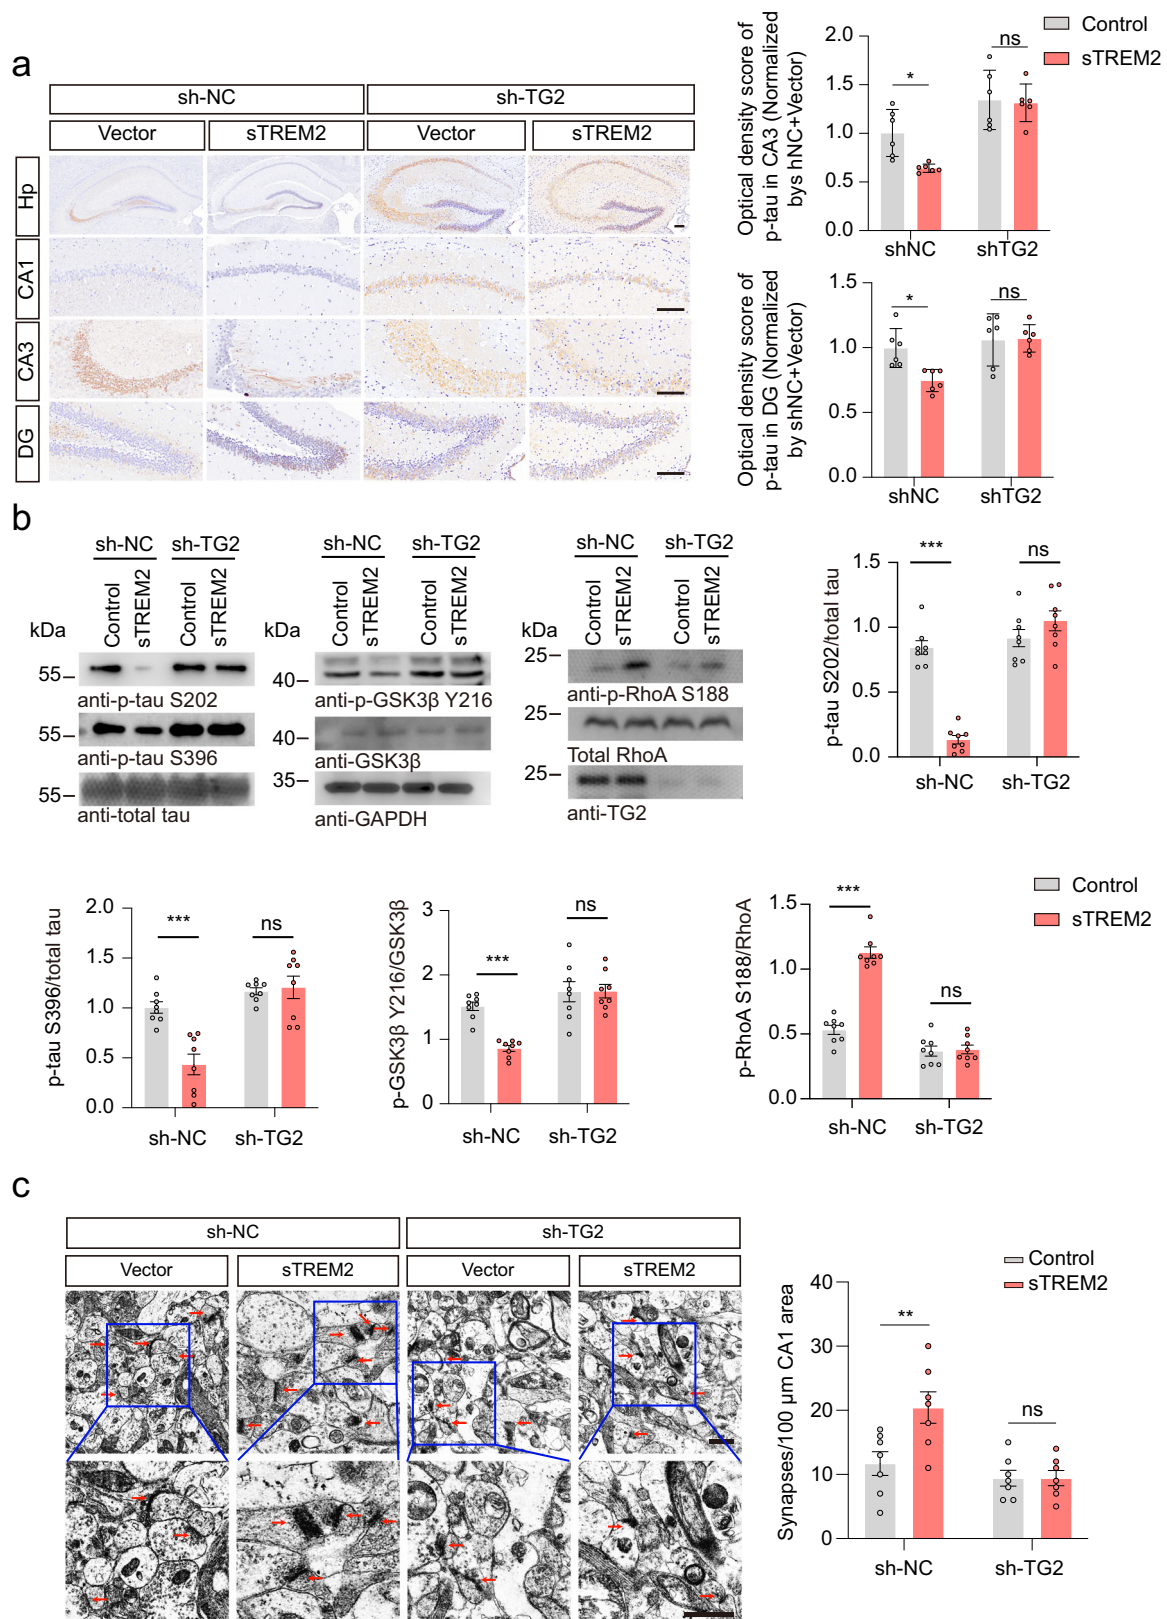 a
sh-NC
sh-TG2
Vector
sTREM2
Vector
sTREM2
Hp
CA1
CA3
DG
Optical density score of
p-tau in CA3 (Normalized
bys hNC+Vector)
2.0
1.5
1.0
0.5
0.0
*
ns
shNC
shTG2
Control
sTREM2
Optical density score of
p-tau in DG (Normalized
by shNC+Vector)
1.5
1.0
0.5
0.0
*
ns
shNC
shTG2
b
sh-NC
sh-TG2
Control
sTREM2
Control
sTREM2
kDa
55
anti-p-tau S202
55
anti-p-tau S396
55
anti-total tau
sh-NC
sh-TG2
Control
sTREM2
Control
sTREM2
kDa
40
anti-p-GSK3β Y216
40
anti-GSK3β
35
anti-GAPDH
sh-NC
sh-TG2
Control
sTREM2
Control
sTREM2
kDa
25
anti-p-RhoA S188
25
Total RhoA
25
anti-TG2
p-tau S202/total tau
1.5
1.0
0.5
0.0
***
ns
sh-NC
sh-TG2
p-tau S396/total tau
2.0
1.5
1.0
0.5
0.0
***
ns
sh-NC
sh-TG2
p-GSK3β Y216/GSK3β
3
2
1
0
***
ns
sh-NC
sh-TG2
p-RhoA S188/RhoA
1.5
1.0
0.5
0.0
***
ns
sh-NC
sh-TG2
Control
sTREM2
c
sh-NC
sh-TG2
Vector
sTREM2
Vector
sTREM2
Synapses/100 μm CA1 area
40
30
20
10
0
**
ns
sh-NC
sh-TG2
Control
sTREM2